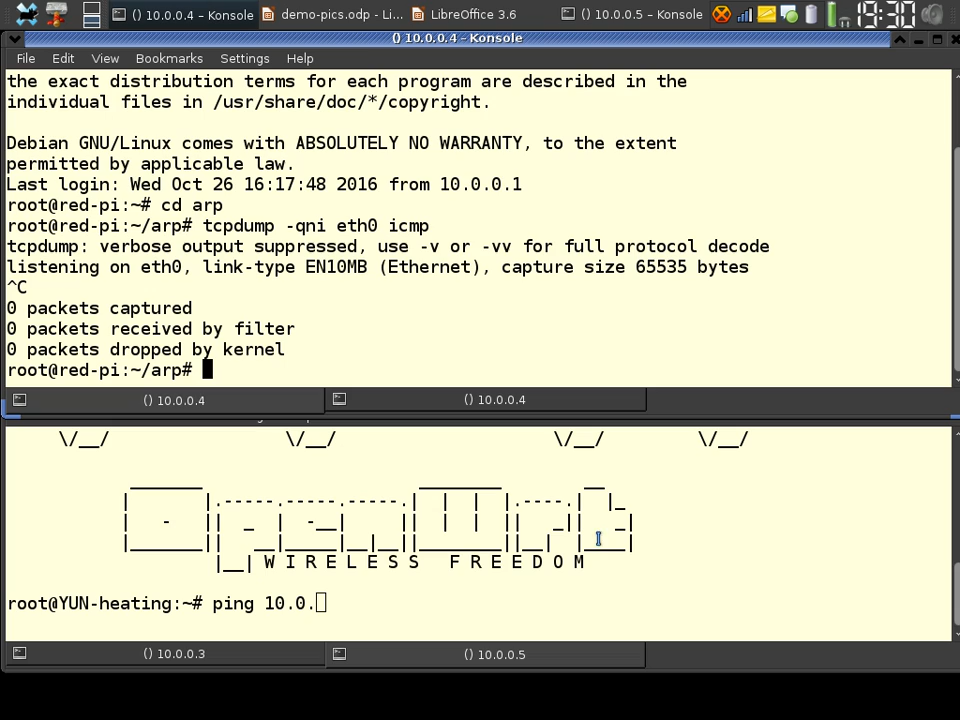 () 10.0.0.4 – Konsole
demo-pics.odp - Li...
LibreOffice 3.6
() 10.0.0.5 – Konsole
19:30
() 10.0.0.4 – Konsole
File Edit View Bookmarks Settings Help
the exact distribution terms for each program are described in the
individual files in /usr/share/doc/*/copyright.
Debian GNU/Linux comes with ABSOLUTELY NO WARRANTY, to the extent
permitted by applicable law.
Last login: Wed Oct 26 16:17:48 2016 from 10.0.0.1
root@red-pi:~# cd arp
root@red-pi:~/arp# tcpdump -qni eth0 icmp
tcpdump: verbose output suppressed, use -v or -vv for full protocol decode
listening on eth0, link-type EN10MB (Ethernet), capture size 65535 bytes
^C
0 packets captured
0 packets received by filter
0 packets dropped by kernel
root@red-pi:~/arp#
() 10.0.0.4
() 10.0.0.4
OpenWrt
W I R E L E S S   F R E E D O M
root@YUN-heating:~# ping 10.0.
() 10.0.0.3
() 10.0.0.5